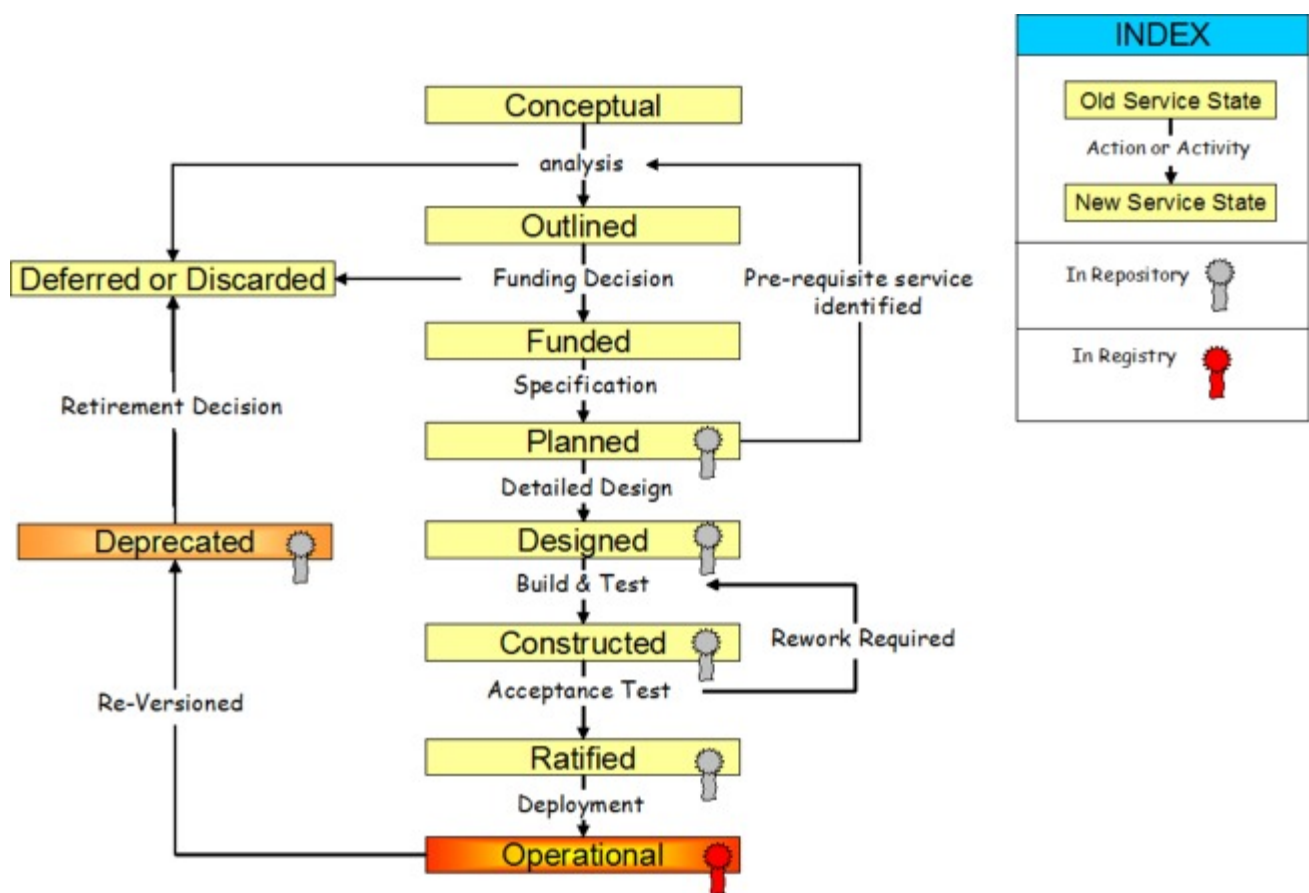 INDEX
Old Service State
Action or Activity
New Service State
In Repository
In Registry
Conceptual
analysis
Outlined
Deferred or Discarded
Funding Decision
Pre-requisite service
identified
Funded
Specification
Retirement Decision
Planned
Detailed Design
Deprecated
Designed
Build & Test
Constructed
Rework Required
Acceptance Test
Re-Versioned
Ratified
Deployment
Operational